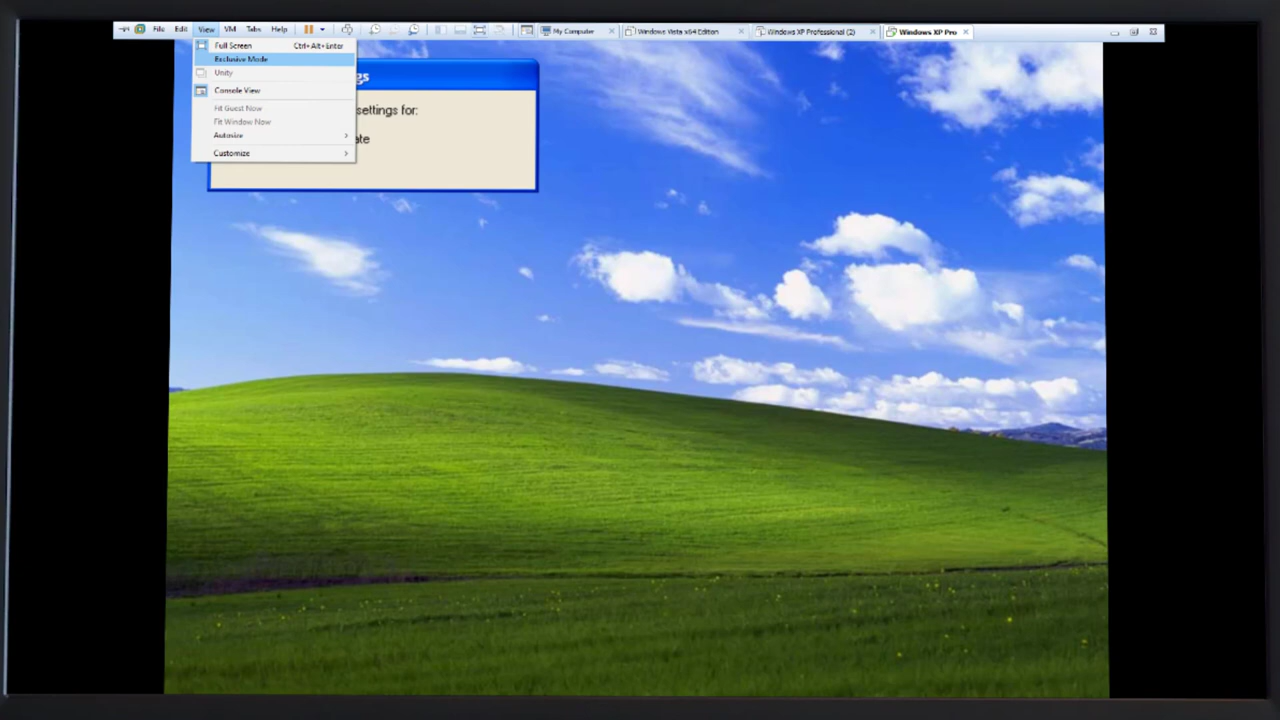 File Edit View VM Tabs Help My Computer Windows Vista x64 Edition Windows XP Professional (2) Windows XP Pro
Full Screen Ctrl+Alt+Enter
Exclusive Mode
gs
Unity
Console View
Fit Guest Now
settings for:
Fit Window Now
Autosize
ate
Customize